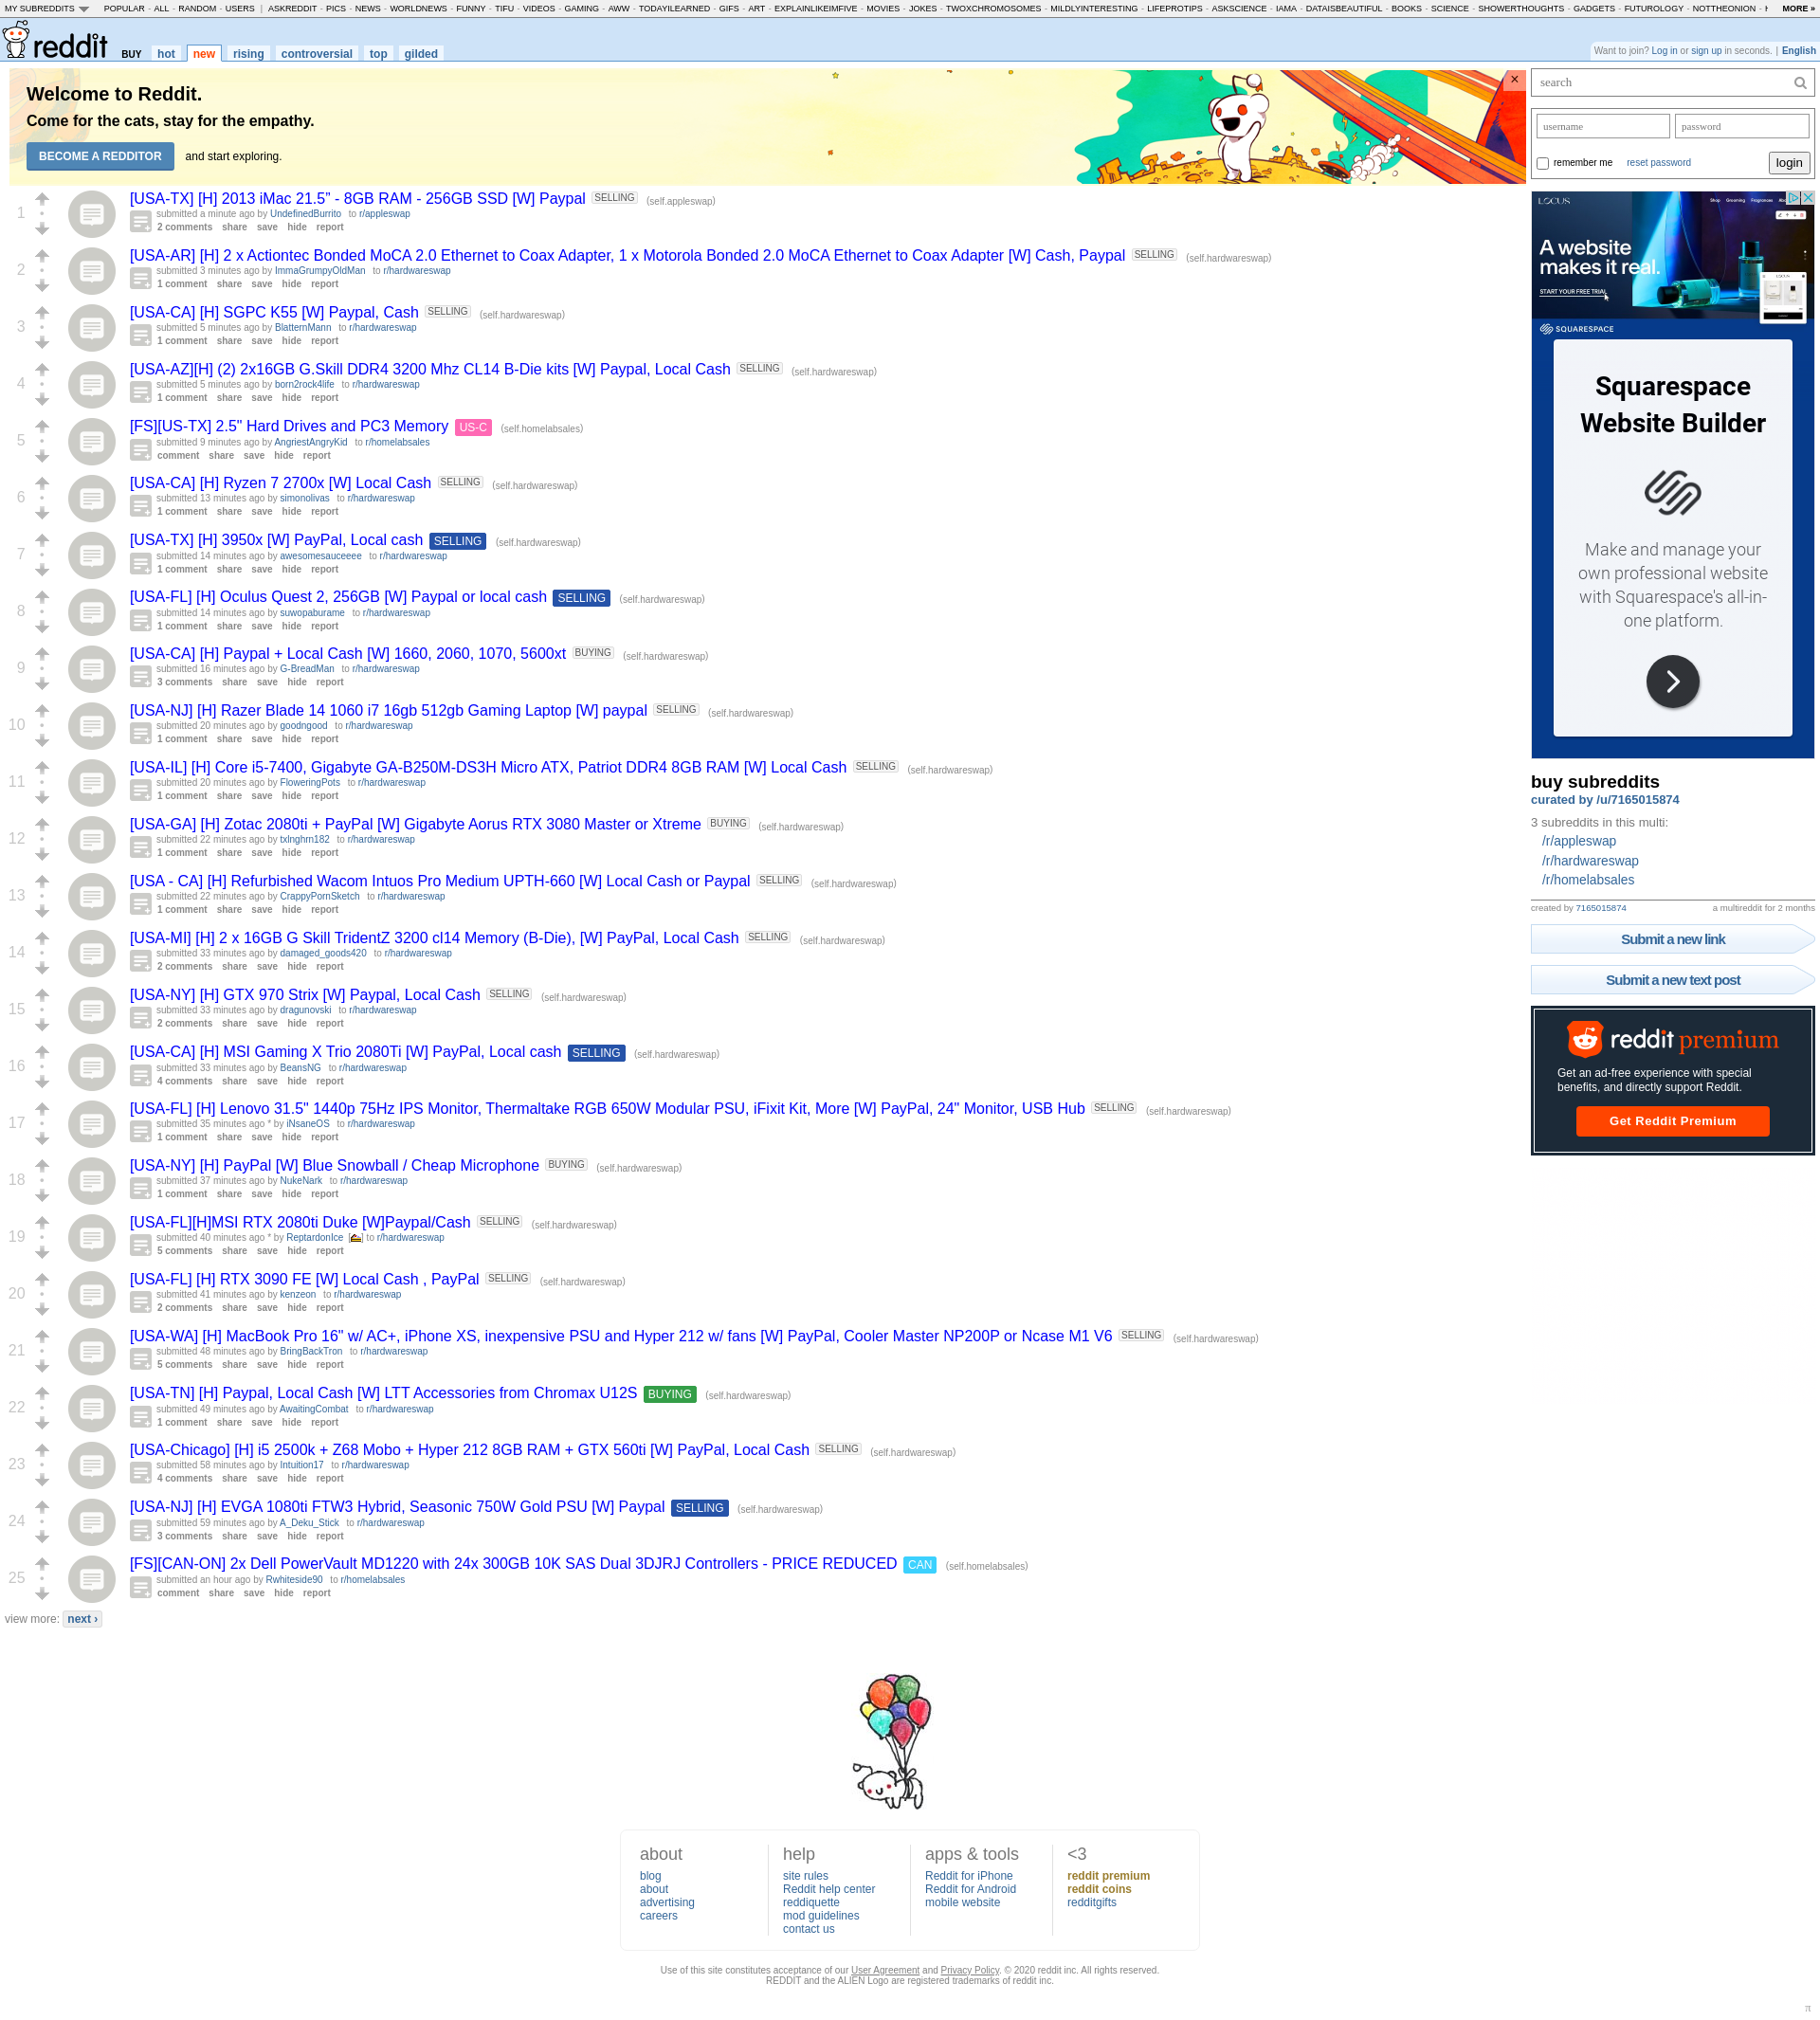 MY SUBREDDITS POPULAR - ALL - RANDOM - USERS | ASKREDDIT - PICS - NEWS - WORLDNEWS - FUNNY - TIFU - VIDEOS - GAMING - AWW - TODAYILEARNED - GIFS - ART - EXPLAINLIKEIMFIVE - MOVIES - JOKES - TWOXCHROMOSOMES - MILDLYINTERESTING - LIFEPROTIPS - ASKSCIENCE - IAMA - DATAISBEAUTIFUL - BOOKS - SCIENCE - SHOWERTHOUGHTS - GADGETS - FUTUROLOGY - NOTTHEONION - MORE »
reddit BUY hot new rising controversial top gilded
Want to join? Log in or sign up in seconds. | English
Welcome to Reddit.
Come for the cats, stay for the empathy.
BECOME A REDDITOR and start exploring.
1
[USA-TX] [H] 2013 iMac 21.5” - 8GB RAM - 256GB SSD [W] Paypal SELLING (self.appleswap)
submitted a minute ago by UndefinedBurrito to r/appleswap
2 comments share save hide report
2
[USA-AR] [H] 2 x Actiontec Bonded MoCA 2.0 Ethernet to Coax Adapter, 1 x Motorola Bonded 2.0 MoCA Ethernet to Coax Adapter [W] Cash, Paypal SELLING (self.hardwareswap)
submitted 3 minutes ago by ImmaGrumpyOldMan to r/hardwareswap
1 comment share save hide report
3
[USA-CA] [H] SGPC K55 [W] Paypal, Cash SELLING (self.hardwareswap)
submitted 5 minutes ago by BlatternMann to r/hardwareswap
1 comment share save hide report
4
[USA-AZ][H] (2) 2x16GB G.Skill DDR4 3200 Mhz CL14 B-Die kits [W] Paypal, Local Cash SELLING (self.hardwareswap)
submitted 5 minutes ago by born2rock4life to r/hardwareswap
1 comment share save hide report
5
[FS][US-TX] 2.5" Hard Drives and PC3 Memory US-C (self.homelabsales)
submitted 9 minutes ago by AngriestAngryKid to r/homelabsales
comment share save hide report
6
[USA-CA] [H] Ryzen 7 2700x [W] Local Cash SELLING (self.hardwareswap)
submitted 13 minutes ago by simonolivas to r/hardwareswap
1 comment share save hide report
7
[USA-TX] [H] 3950x [W] PayPal, Local cash SELLING (self.hardwareswap)
submitted 14 minutes ago by awesomesauceeee to r/hardwareswap
1 comment share save hide report
8
[USA-FL] [H] Oculus Quest 2, 256GB [W] Paypal or local cash SELLING (self.hardwareswap)
submitted 14 minutes ago by suwopaburame to r/hardwareswap
1 comment share save hide report
9
[USA-CA] [H] Paypal + Local Cash [W] 1660, 2060, 1070, 5600xt BUYING (self.hardwareswap)
submitted 16 minutes ago by G-BreadMan to r/hardwareswap
3 comments share save hide report
10
[USA-NJ] [H] Razer Blade 14 1060 i7 16gb 512gb Gaming Laptop [W] paypal SELLING (self.hardwareswap)
submitted 20 minutes ago by goodngood to r/hardwareswap
1 comment share save hide report
11
[USA-IL] [H] Core i5-7400, Gigabyte GA-B250M-DS3H Micro ATX, Patriot DDR4 8GB RAM [W] Local Cash SELLING (self.hardwareswap)
submitted 20 minutes ago by FloweringPots to r/hardwareswap
1 comment share save hide report
12
[USA-GA] [H] Zotac 2080ti + PayPal [W] Gigabyte Aorus RTX 3080 Master or Xtreme BUYING (self.hardwareswap)
submitted 22 minutes ago by txlnghrn182 to r/hardwareswap
1 comment share save hide report
13
[USA - CA] [H] Refurbished Wacom Intuos Pro Medium UPTH-660 [W] Local Cash or Paypal SELLING (self.hardwareswap)
submitted 22 minutes ago by CrappyPornSketch to r/hardwareswap
1 comment share save hide report
14
[USA-MI] [H] 2 x 16GB G Skill TridentZ 3200 cl14 Memory (B-Die), [W] PayPal, Local Cash SELLING (self.hardwareswap)
submitted 33 minutes ago by damaged_goods420 to r/hardwareswap
2 comments share save hide report
15
[USA-NY] [H] GTX 970 Strix [W] Paypal, Local Cash SELLING (self.hardwareswap)
submitted 33 minutes ago by dragunovski to r/hardwareswap
2 comments share save hide report
16
[USA-CA] [H] MSI Gaming X Trio 2080Ti [W] PayPal, Local cash SELLING (self.hardwareswap)
submitted 33 minutes ago by BeansNG to r/hardwareswap
4 comments share save hide report
17
[USA-FL] [H] Lenovo 31.5" 1440p 75Hz IPS Monitor, Thermaltake RGB 650W Modular PSU, iFixit Kit, More [W] PayPal, 24" Monitor, USB Hub SELLING (self.hardwareswap)
submitted 35 minutes ago * by iNsaneOS to r/hardwareswap
1 comment share save hide report
18
[USA-NY] [H] PayPal [W] Blue Snowball / Cheap Microphone BUYING (self.hardwareswap)
submitted 37 minutes ago by NukeNark to r/hardwareswap
1 comment share save hide report
19
[USA-FL][H]MSI RTX 2080ti Duke [W]Paypal/Cash SELLING (self.hardwareswap)
submitted 40 minutes ago * by ReptardonIce [] to r/hardwareswap
5 comments share save hide report
20
[USA-FL] [H] RTX 3090 FE [W] Local Cash , PayPal SELLING (self.hardwareswap)
submitted 41 minutes ago by kenzeon to r/hardwareswap
2 comments share save hide report
21
[USA-WA] [H] MacBook Pro 16" w/ AC+, iPhone XS, inexpensive PSU and Hyper 212 w/ fans [W] PayPal, Cooler Master NP200P or Ncase M1 V6 SELLING (self.hardwareswap)
submitted 48 minutes ago by BringBackTron to r/hardwareswap
5 comments share save hide report
22
[USA-TN] [H] Paypal, Local Cash [W] LTT Accessories from Chromax U12S BUYING (self.hardwareswap)
submitted 49 minutes ago by AwaitingCombat to r/hardwareswap
1 comment share save hide report
23
[USA-Chicago] [H] i5 2500k + Z68 Mobo + Hyper 212 8GB RAM + GTX 560ti [W] PayPal, Local Cash SELLING (self.hardwareswap)
submitted 58 minutes ago by Intuition17 to r/hardwareswap
4 comments share save hide report
24
[USA-NJ] [H] EVGA 1080ti FTW3 Hybrid, Seasonic 750W Gold PSU [W] Paypal SELLING (self.hardwareswap)
submitted 59 minutes ago by A_Deku_Stick to r/hardwareswap
3 comments share save hide report
25
[FS][CAN-ON] 2x Dell PowerVault MD1220 with 24x 300GB 10K SAS Dual 3DJRJ Controllers - PRICE REDUCED CAN (self.homelabsales)
submitted an hour ago by Rwhiteside90 to r/homelabsales
comment share save hide report
view more: next ›
search
username password
remember me reset password login
LOCUS
A website
makes it real.
START YOUR FREE TRIAL
SQUARESPACE
Squarespace
Website Builder
Make and manage your
own professional website
with Squarespace's all-in-
one platform.
buy subreddits
curated by /u/7165015874
3 subreddits in this multi:
/r/appleswap
/r/hardwareswap
/r/homelabsales
created by 7165015874 a multireddit for 2 months
Submit a new link
Submit a new text post
reddit premium
Get an ad-free experience with special
benefits, and directly support Reddit.
Get Reddit Premium
about
blog
about
advertising
careers
help
site rules
Reddit help center
reddiquette
mod guidelines
contact us
apps & tools
Reddit for iPhone
Reddit for Android
mobile website
<3
reddit premium
reddit coins
redditgifts
Use of this site constitutes acceptance of our User Agreement and Privacy Policy. © 2020 reddit inc. All rights reserved.
REDDIT and the ALIEN Logo are registered trademarks of reddit inc.
π